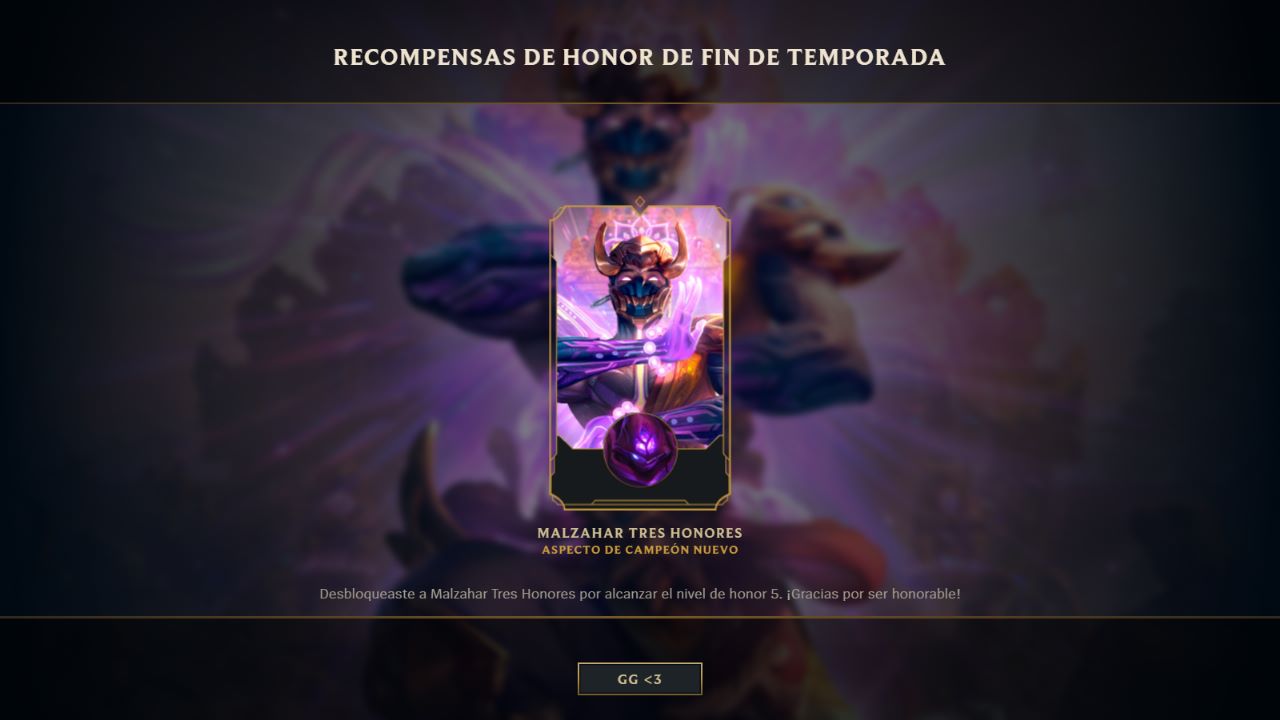 RECOMPENSAS DE HONOR DE FIN DE TEMPORADA
MALZAHAR TRES HONORES
ASPECTO DE CAMPEÓN NUEVO
Desbloqueaste a Malzahar Tres Honores por alcanzar el nivel de honor 5. ¡Gracias por ser honorable!
GG <3